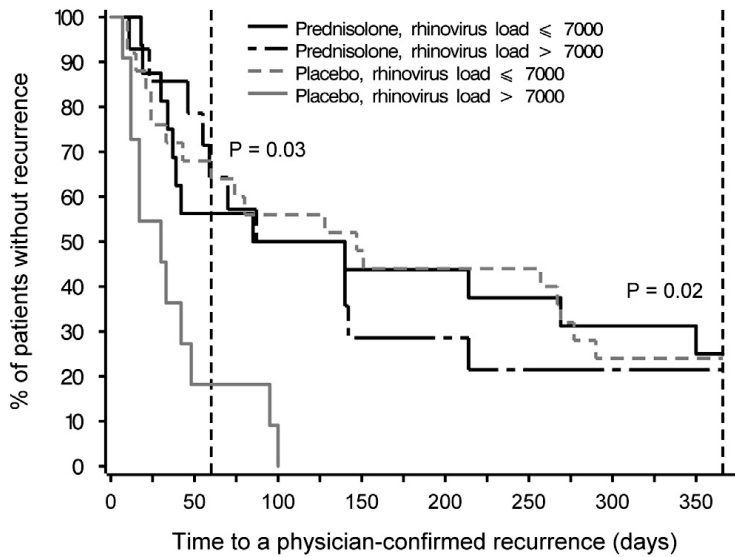 Prednisolone, rhinovirus load ⩽ 7000
Prednisolone, rhinovirus load > 7000
Placebo, rhinovirus load ⩽ 7000
Placebo, rhinovirus load > 7000
P = 0.03
P = 0.02
% of patients without recurrence
100
90
80
70
60
50
40
30
20
10
0
0 50 100 150 200 250 300 350
Time to a physician-confirmed recurrence (days)